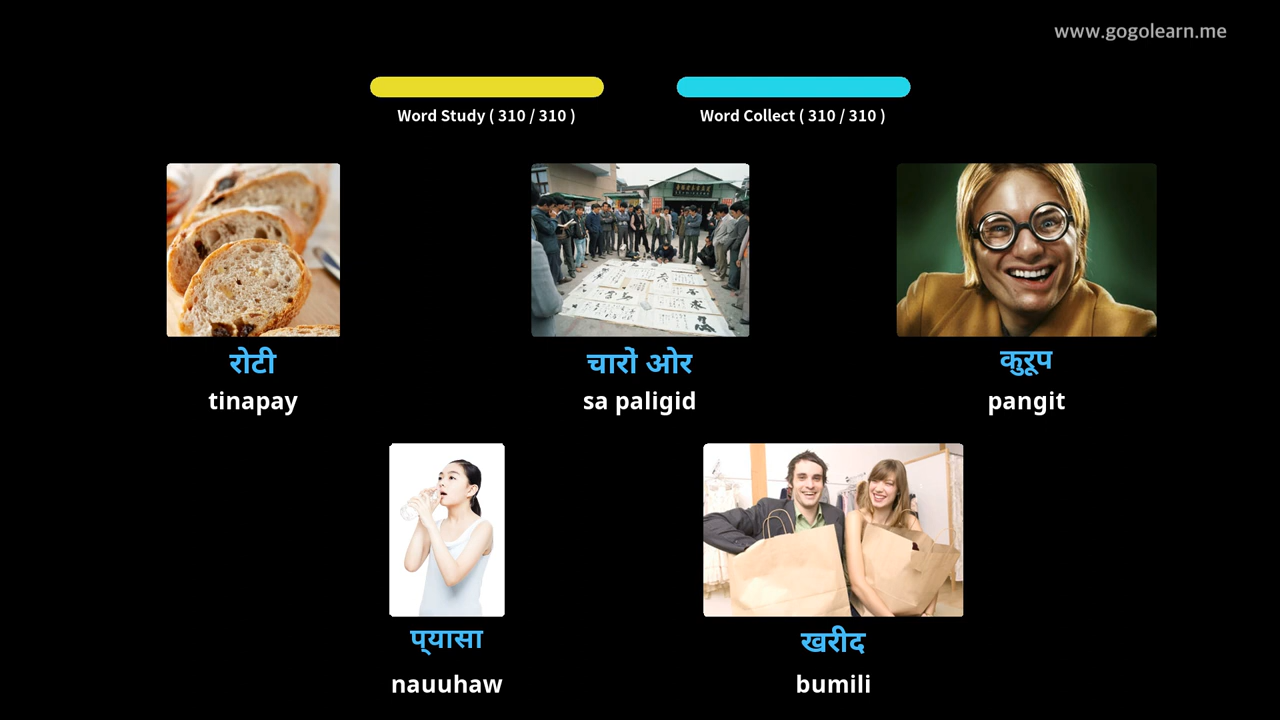 www.gogolearn.me
Word Study ( 310 / 310 )
Word Collect ( 310 / 310 )
रोटी
चारों ओर
कुरूप
tinapay
sa paligid
pangit
प्यासा
खरीद
nauuhaw
bumili